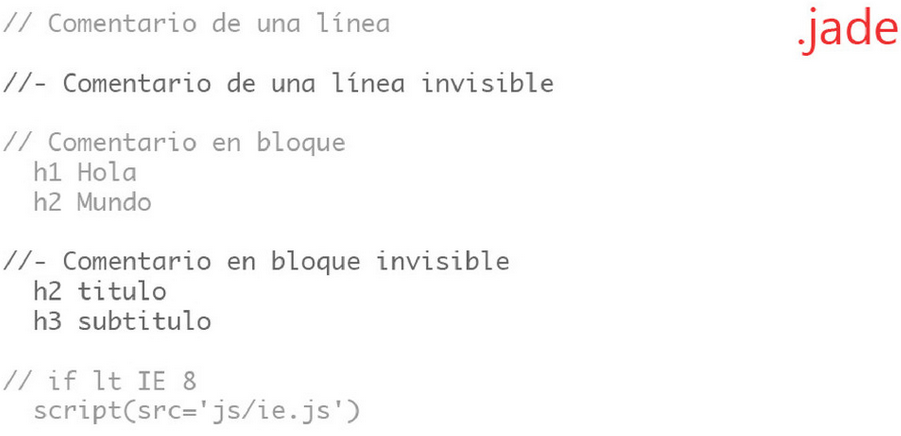 // Comentario de una línea
.jade
//- Comentario de una línea invisible
// Comentario en bloque
  h1 Hola
  h2 Mundo
//- Comentario en bloque invisible
  h2 titulo
  h3 subtitulo
// if lt IE 8
  script(src='js/ie.js')